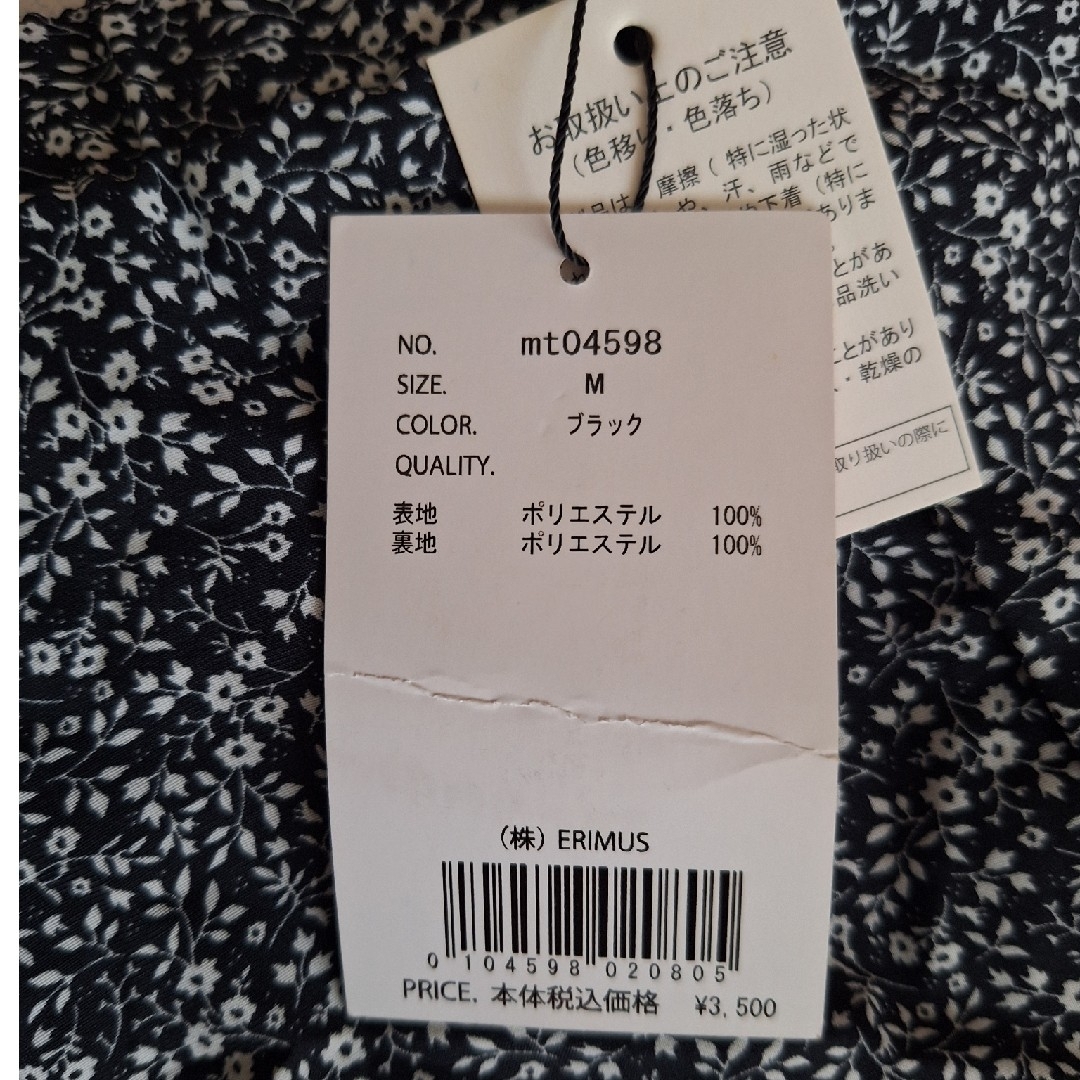 お取扱い上のご注意
（色移り・色落ち）
摩擦（特に湿った状
汗、雨などで
下着（特に
ありま
とがあ
品洗い
ことがあり
・乾燥の
取り扱いの際に
NO. mt04598
SIZE. M
COLOR. ブラック
QUALITY.
表地 ポリエステル 100%
裏地 ポリエステル 100%
（株）ERIMUS
0 104598 020805
PRICE. 本体税込価格 ¥3,500